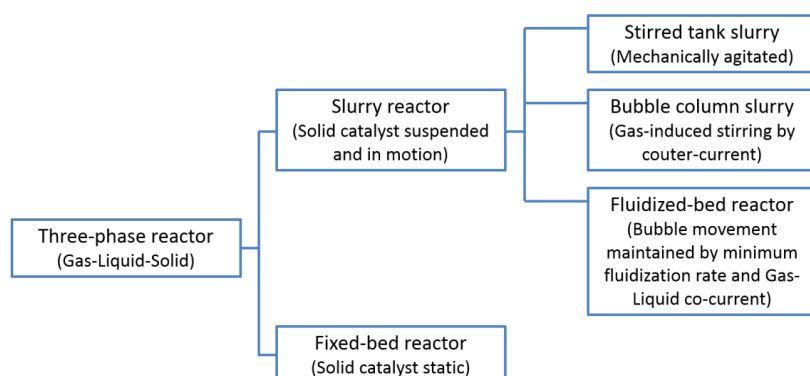 Stirred tank slurry
(Mechanically agitated)
Slurry reactor
(Solid catalyst suspended
and in motion)
Bubble column slurry
(Gas-induced stirring by
couter-current)
Fluidized-bed reactor
(Bubble movement
maintained by minimum
fluidization rate and Gas-
Liquid co-current)
Three-phase reactor
(Gas-Liquid-Solid)
Fixed-bed reactor
(Solid catalyst static)